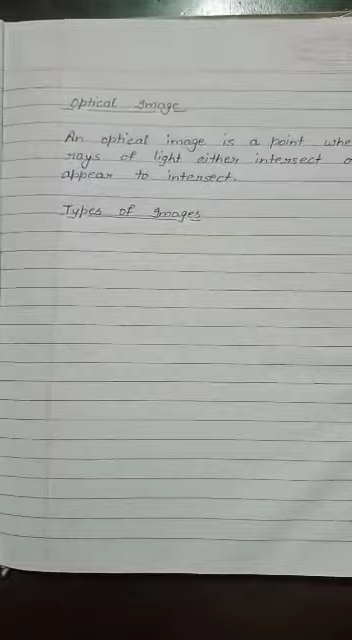 Optical Image
An optical image is a point whe
rays of light either intersect o
appear to intersect.
Types of Images